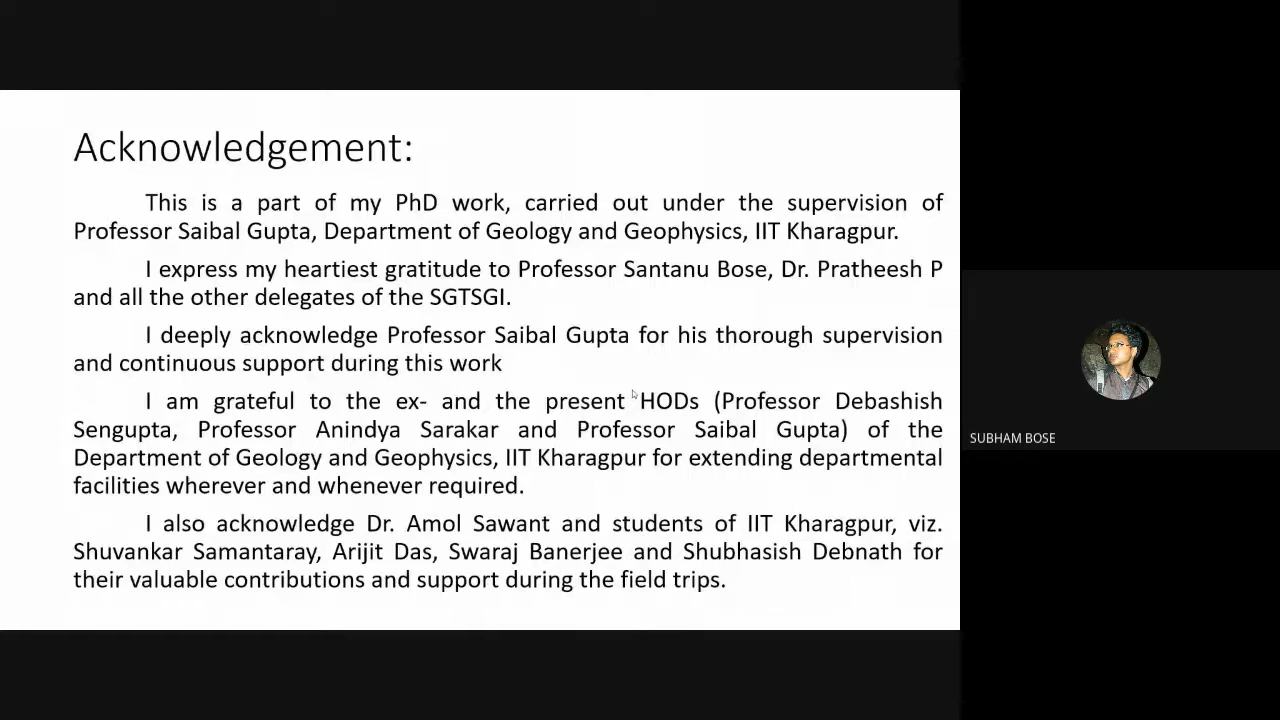 Acknowledgement:
This is a part of my PhD work, carried out under the supervision of
Professor Saibal Gupta, Department of Geology and Geophysics, IIT Kharagpur.
I express my heartiest gratitude to Professor Santanu Bose, Dr. Pratheesh P
and all the other delegates of the SGTSGI.
I deeply acknowledge Professor Saibal Gupta for his thorough supervision
and continuous support during this work
I am grateful to the ex- and the present HODs (Professor Debashish
Sengupta, Professor Anindya Sarakar and Professor Saibal Gupta) of the
Department of Geology and Geophysics, IIT Kharagpur for extending departmental
facilities wherever and whenever required.
I also acknowledge Dr. Amol Sawant and students of IIT Kharagpur, viz.
Shuvankar Samantaray, Arijit Das, Swaraj Banerjee and Shubhasish Debnath for
their valuable contributions and support during the field trips.
SUBHAM BOSE